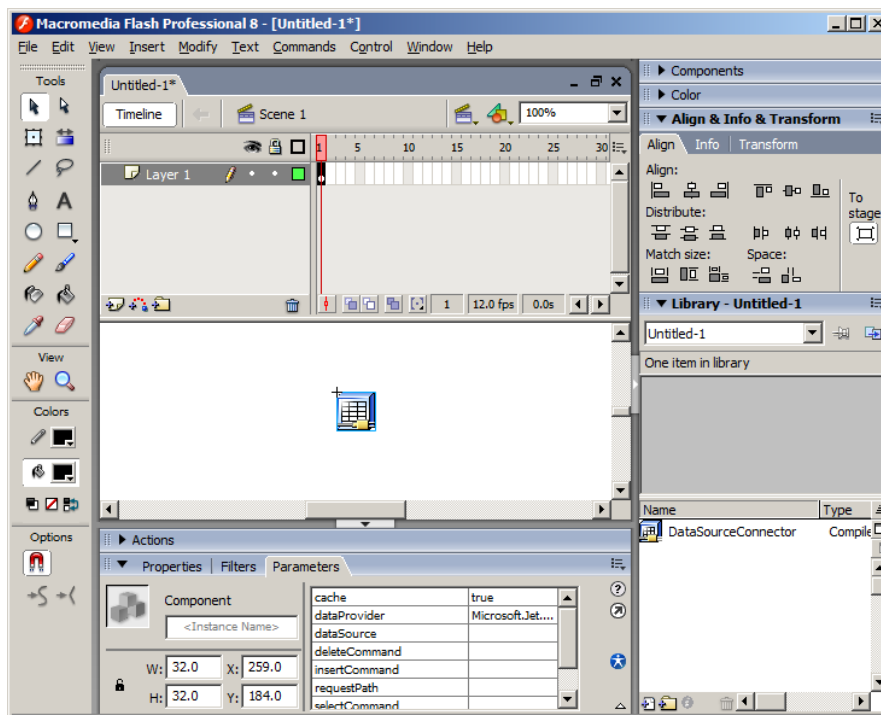 Macromedia Flash Professional 8 - [Untitled-1*]
File Edit View Insert Modify Text Commands Control Window Help
Tools
View
Colors
Options
Untitled-1*
Timeline
Scene 1
100%
1 5 10 15 20 25 30
Layer 1
1 12.0 fps 0.0s
Actions
Properties Filters Parameters
Component
<Instance Name>
W: 32.0 X: 259.0
H: 32.0 Y: 184.0
cache true
dataProvider Microsoft.Jet....
dataSource
deleteCommand
insertCommand
requestPath
selectCommand
Components
Color
Align & Info & Transform
Align Info Transform
Align:
To
stage
Distribute:
Match size: Space:
Library - Untitled-1
Untitled-1
One item in library
Name Type
DataSourceConnector Compile